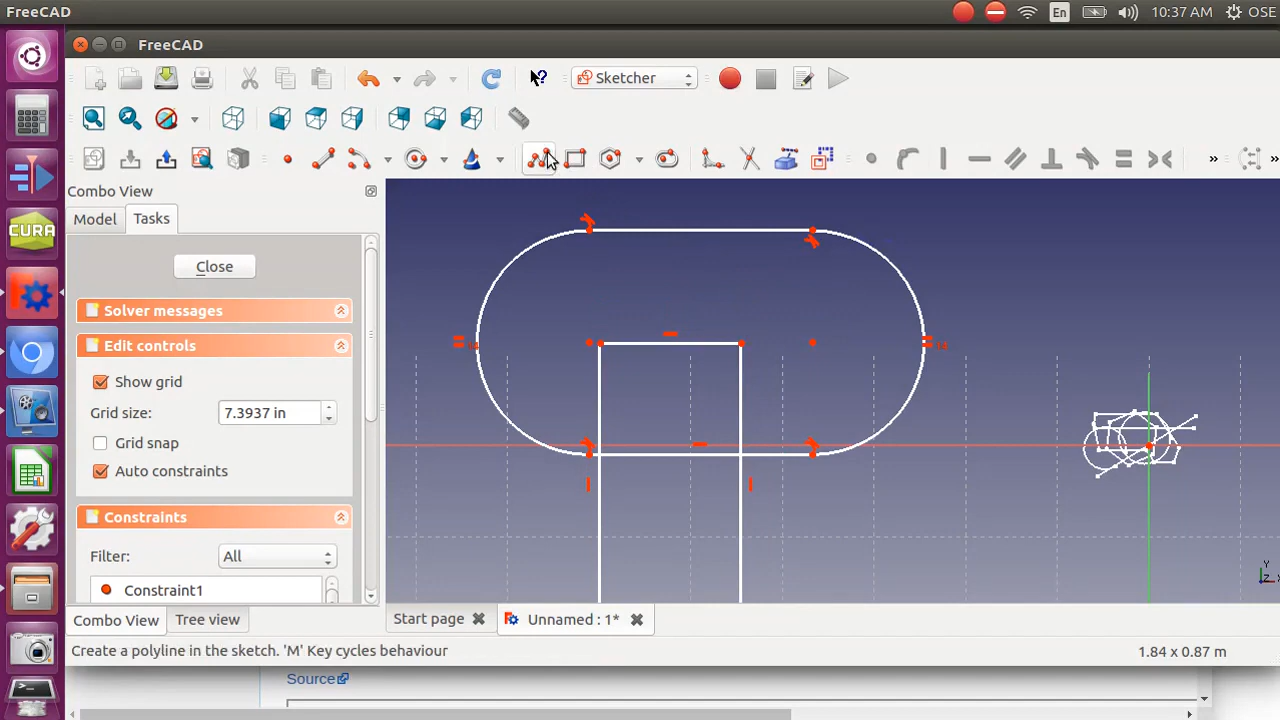 FreeCAD
En
10:37 AM
OSE
FreeCAD
Sketcher
»
»
Combo View
Model
Tasks
CURA
Close
Solver messages
Edit controls
Show grid
Grid size:
7.3937 in
Grid snap
Auto constraints
Constraints
Filter:
All
Constraint1
Y
Z
Combo View
Tree view
Start page
Unnamed : 1*
Create a polyline in the sketch. 'M' Key cycles behaviour
1.84 x 0.87 m
Source